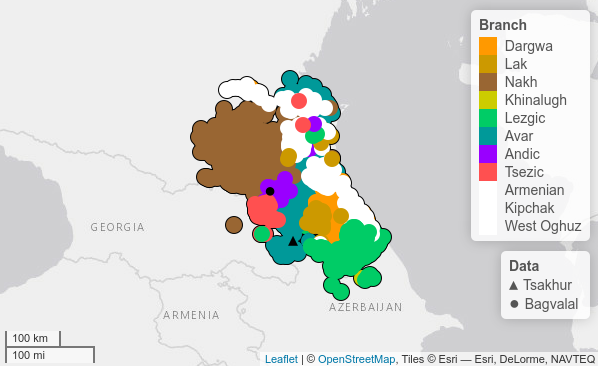 Branch
Dargwa
Lak
Nakh
Khinalugh
Lezgic
Avar
Andic
Tsezic
Armenian
Kipchak
West Oghuz
GEORGIA
Data
Tsakhur
Bagvalal
ARMENIA
AZERBAIJAN
100 km
100 mi
Leaflet | © OpenStreetMap, Tiles © Esri — Esri, DeLorme, NAVTEQ